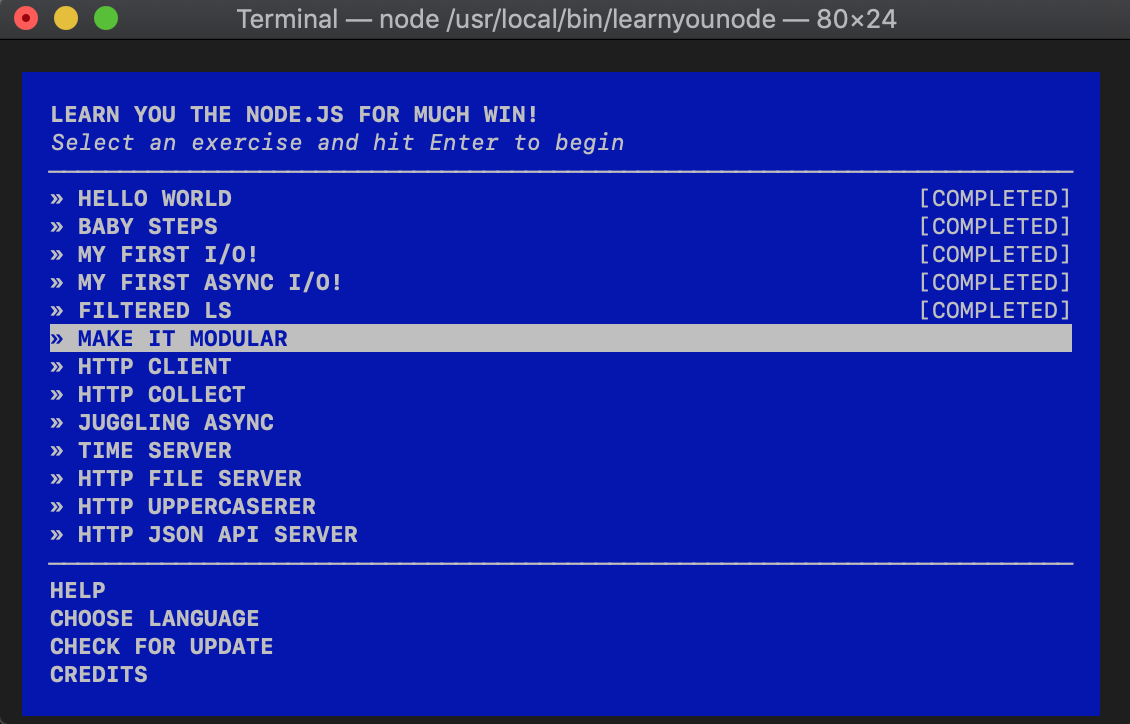 Terminal — node /usr/local/bin/learnyounode — 80×24
LEARN YOU THE NODE.JS FOR MUCH WIN!
Select an exercise and hit Enter to begin
» HELLO WORLD [COMPLETED]
» BABY STEPS [COMPLETED]
» MY FIRST I/O! [COMPLETED]
» MY FIRST ASYNC I/O! [COMPLETED]
» FILTERED LS [COMPLETED]
» MAKE IT MODULAR
» HTTP CLIENT
» HTTP COLLECT
» JUGGLING ASYNC
» TIME SERVER
» HTTP FILE SERVER
» HTTP UPPERCASERER
» HTTP JSON API SERVER
HELP
CHOOSE LANGUAGE
CHECK FOR UPDATE
CREDITS